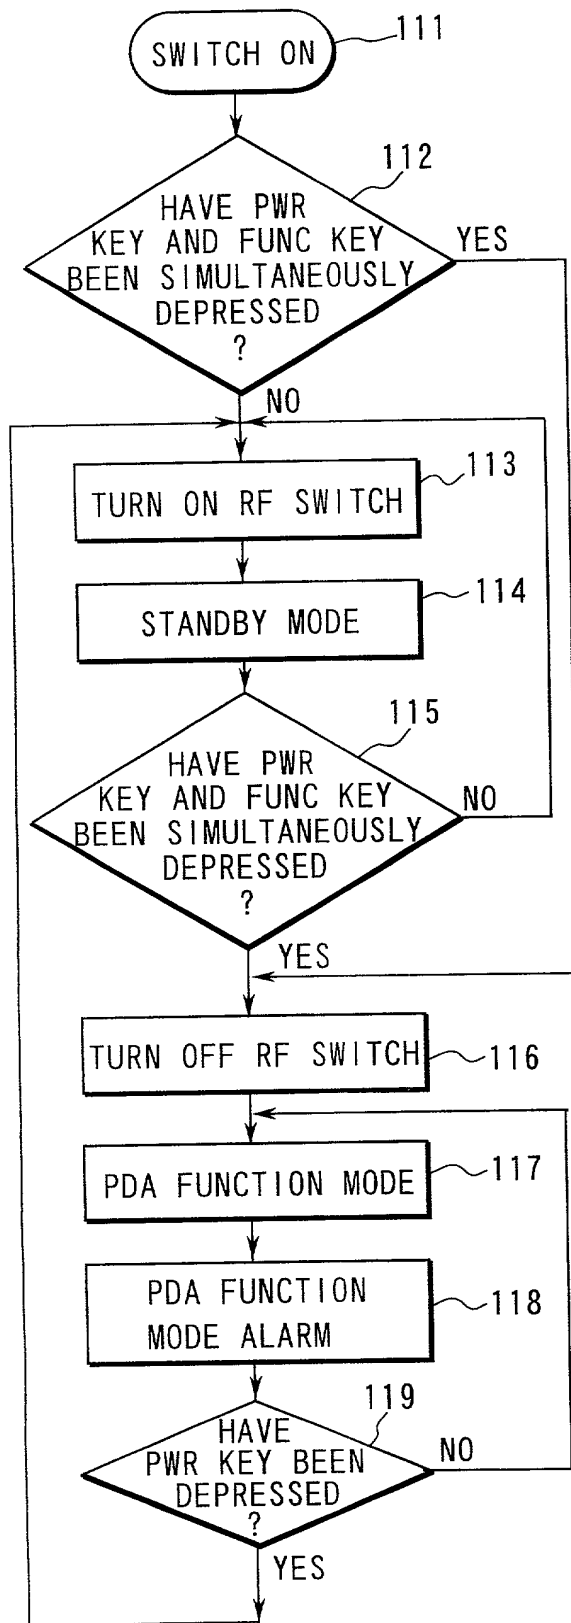 SWITCH ON
111
112
HAVE PWR
KEY AND FUNC KEY
BEEN SIMULTANEOUSLY
DEPRESSED
?
YES
NO
113
TURN ON RF SWITCH
114
STANDBY MODE
115
HAVE PWR
KEY AND FUNC KEY
BEEN SIMULTANEOUSLY
DEPRESSED
?
NO
YES
TURN OFF RF SWITCH
116
PDA FUNCTION MODE
117
PDA FUNCTION
MODE ALARM
118
119
HAVE
PWR KEY BEEN
DEPRESSED
?
NO
YES